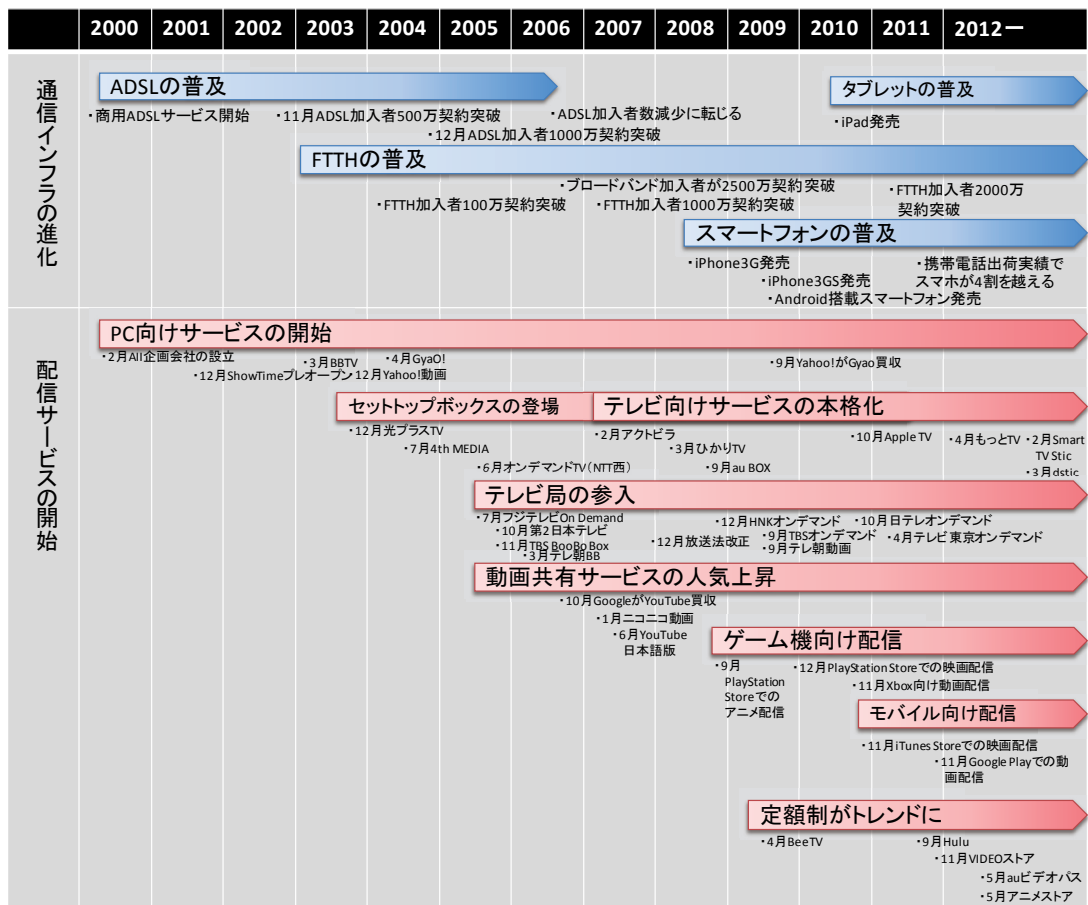 2000 2001 2002 2003 2004 2005 2006 2007 2008 2009 2010 2011 2012ー
通信インフラの進化
ADSLの普及
・商用ADSLサービス開始
・11月ADSL加入者500万契約突破
・12月ADSL加入者1000万契約突破
・ADSL加入者数減少に転じる
タブレットの普及
・iPad発売
FTTHの普及
・ブロードバンド加入者が2500万契約突破
・FTTH加入者100万契約突破
・FTTH加入者1000万契約突破
・FTTH加入者2000万
契約突破
スマートフォンの普及
・iPhone3G発売
・iPhone3GS発売
・Android搭載スマートフォン発売
・携帯電話出荷実績で
スマホが4割を越える
配信サービスの開始
PC向けサービスの開始
・2月AII企画会社の設立
・12月ShowTimeプレオープン
・3月BBTV
12月Yahoo!動画
・4月GyaO!
・9月Yahoo!がGyao買収
セットトップボックスの登場
テレビ向けサービスの本格化
・12月光プラスTV
・7月4th MEDIA
・6月オンデマンドTV(NTT西)
・2月アクトビラ
・3月ひかりTV
・9月au BOX
・10月Apple TV
・4月もっとTV
・2月Smart
TV Stic
・3月dstic
テレビ局の参入
・7月フジテレビOn Demand
・10月第2日本テレビ
・11月TBS BooBo Box
・3月テレ朝BB
・12月放送法改正
・12月HNKオンデマンド
・9月TBSオンデマンド
・9月テレ朝動画
・10月日テレオンデマンド
・4月テレビ東京オンデマンド
動画共有サービスの人気上昇
・10月GoogleがYouTube買収
・1月ニコニコ動画
・6月YouTube
日本語版
ゲーム機向け配信
・9月
PlayStation
Storeでの
アニメ配信
・12月PlayStation Storeでの映画配信
・11月Xbox向け動画配信
モバイル向け配信
・11月iTunes Storeでの映画配信
・11月Google Playでの動
画配信
定額制がトレンドに
・4月BeeTV
・9月Hulu
・11月VIDEOストア
・5月auビデオパス
・5月アニメストア